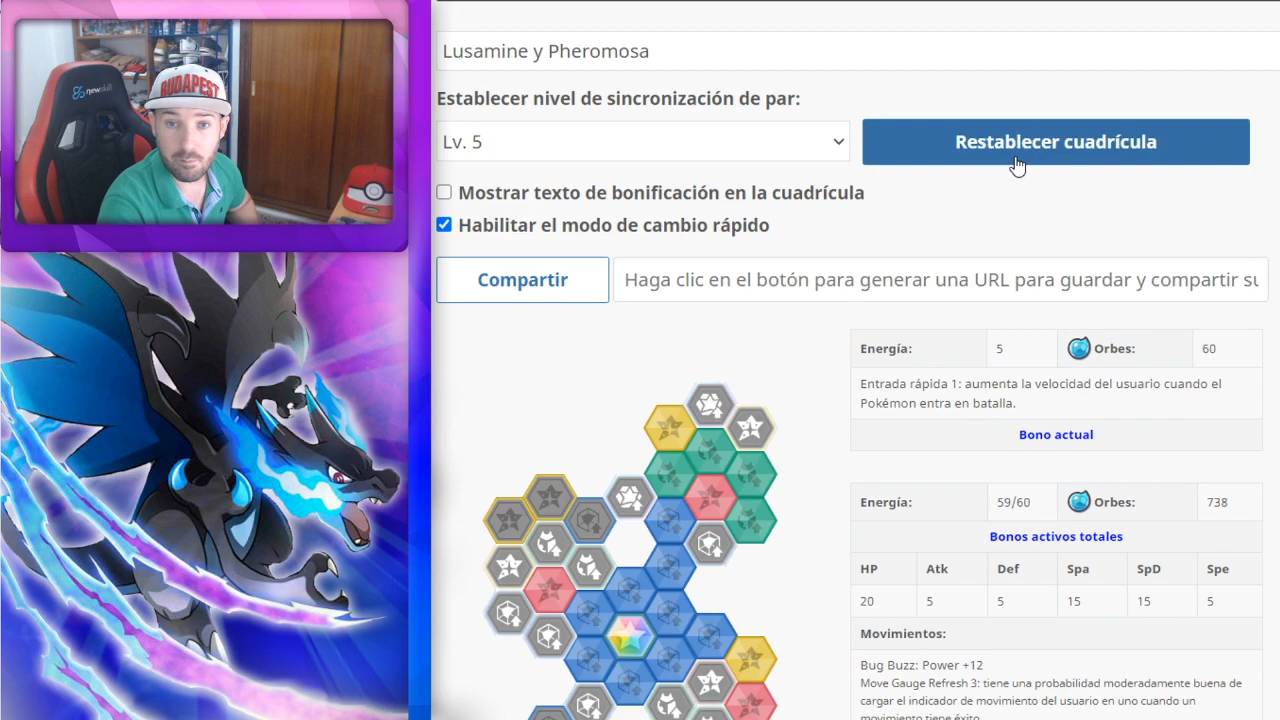 BUDAPEST
newskill
Lusamine y Pheromosa
Establecer nivel de sincronización de par:
Lv. 5
Restablecer cuadrícula
Mostrar texto de bonificación en la cuadrícula
Habilitar el modo de cambio rápido
Compartir
Haga clic en el botón para generar una URL para guardar y compartir su
Energía: 5 Orbes: 60
Entrada rápida 1: aumenta la velocidad del usuario cuando el
Pokémon entra en batalla.
Bono actual
Energía: 59/60 Orbes: 738
Bonos activos totales
HP Atk Def Spa SpD Spe
20 5 5 15 15 5
Movimientos:
Bug Buzz: Power +12
Move Gauge Refresh 3: tiene una probabilidad moderadamente buena de
cargar el indicador de movimiento del usuario en uno cuando un
movimiento tiene éxito.